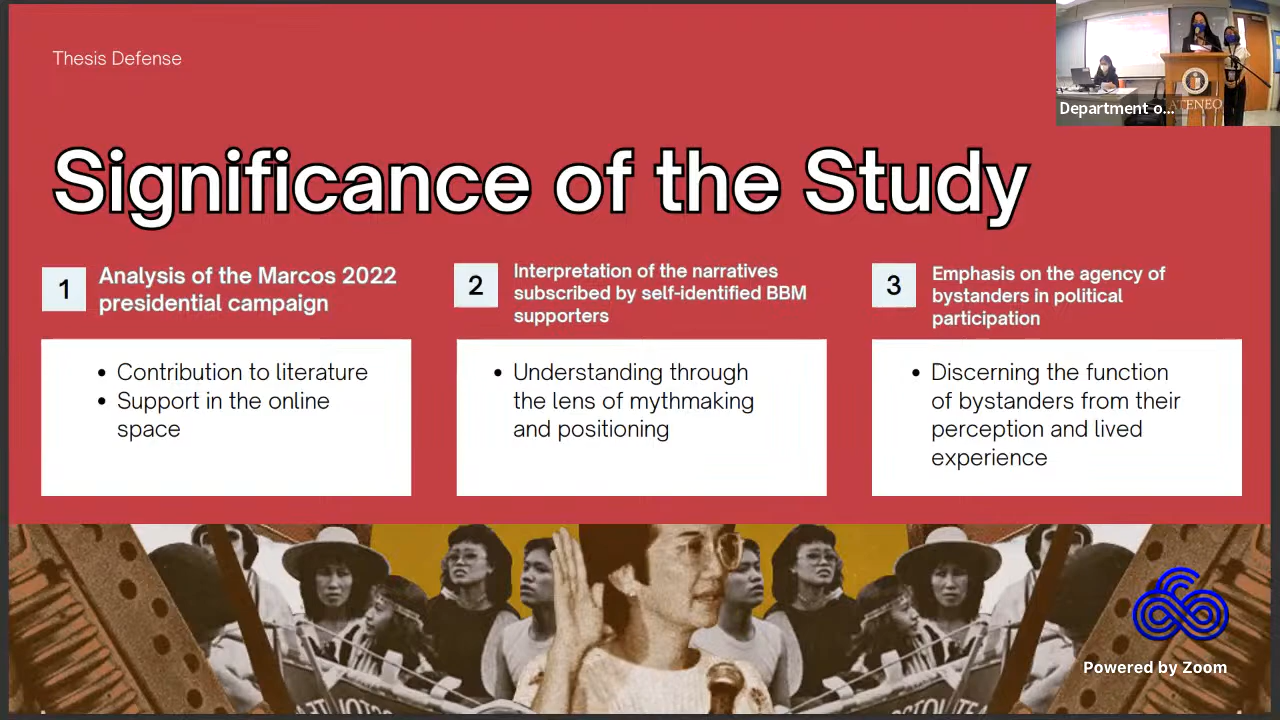 Thesis Defense
Department o...
ATENEO
Significance of the Study
1
Analysis of the Marcos 2022
presidential campaign
• Contribution to literature
• Support in the online
space
2
Interpretation of the narratives
subscribed by self-identified BBM
supporters
• Understanding through
the lens of mythmaking
and positioning
3
Emphasis on the agency of
bystanders in political
participation
• Discerning the function
of bystanders from their
perception and lived
experience
Powered by Zoom